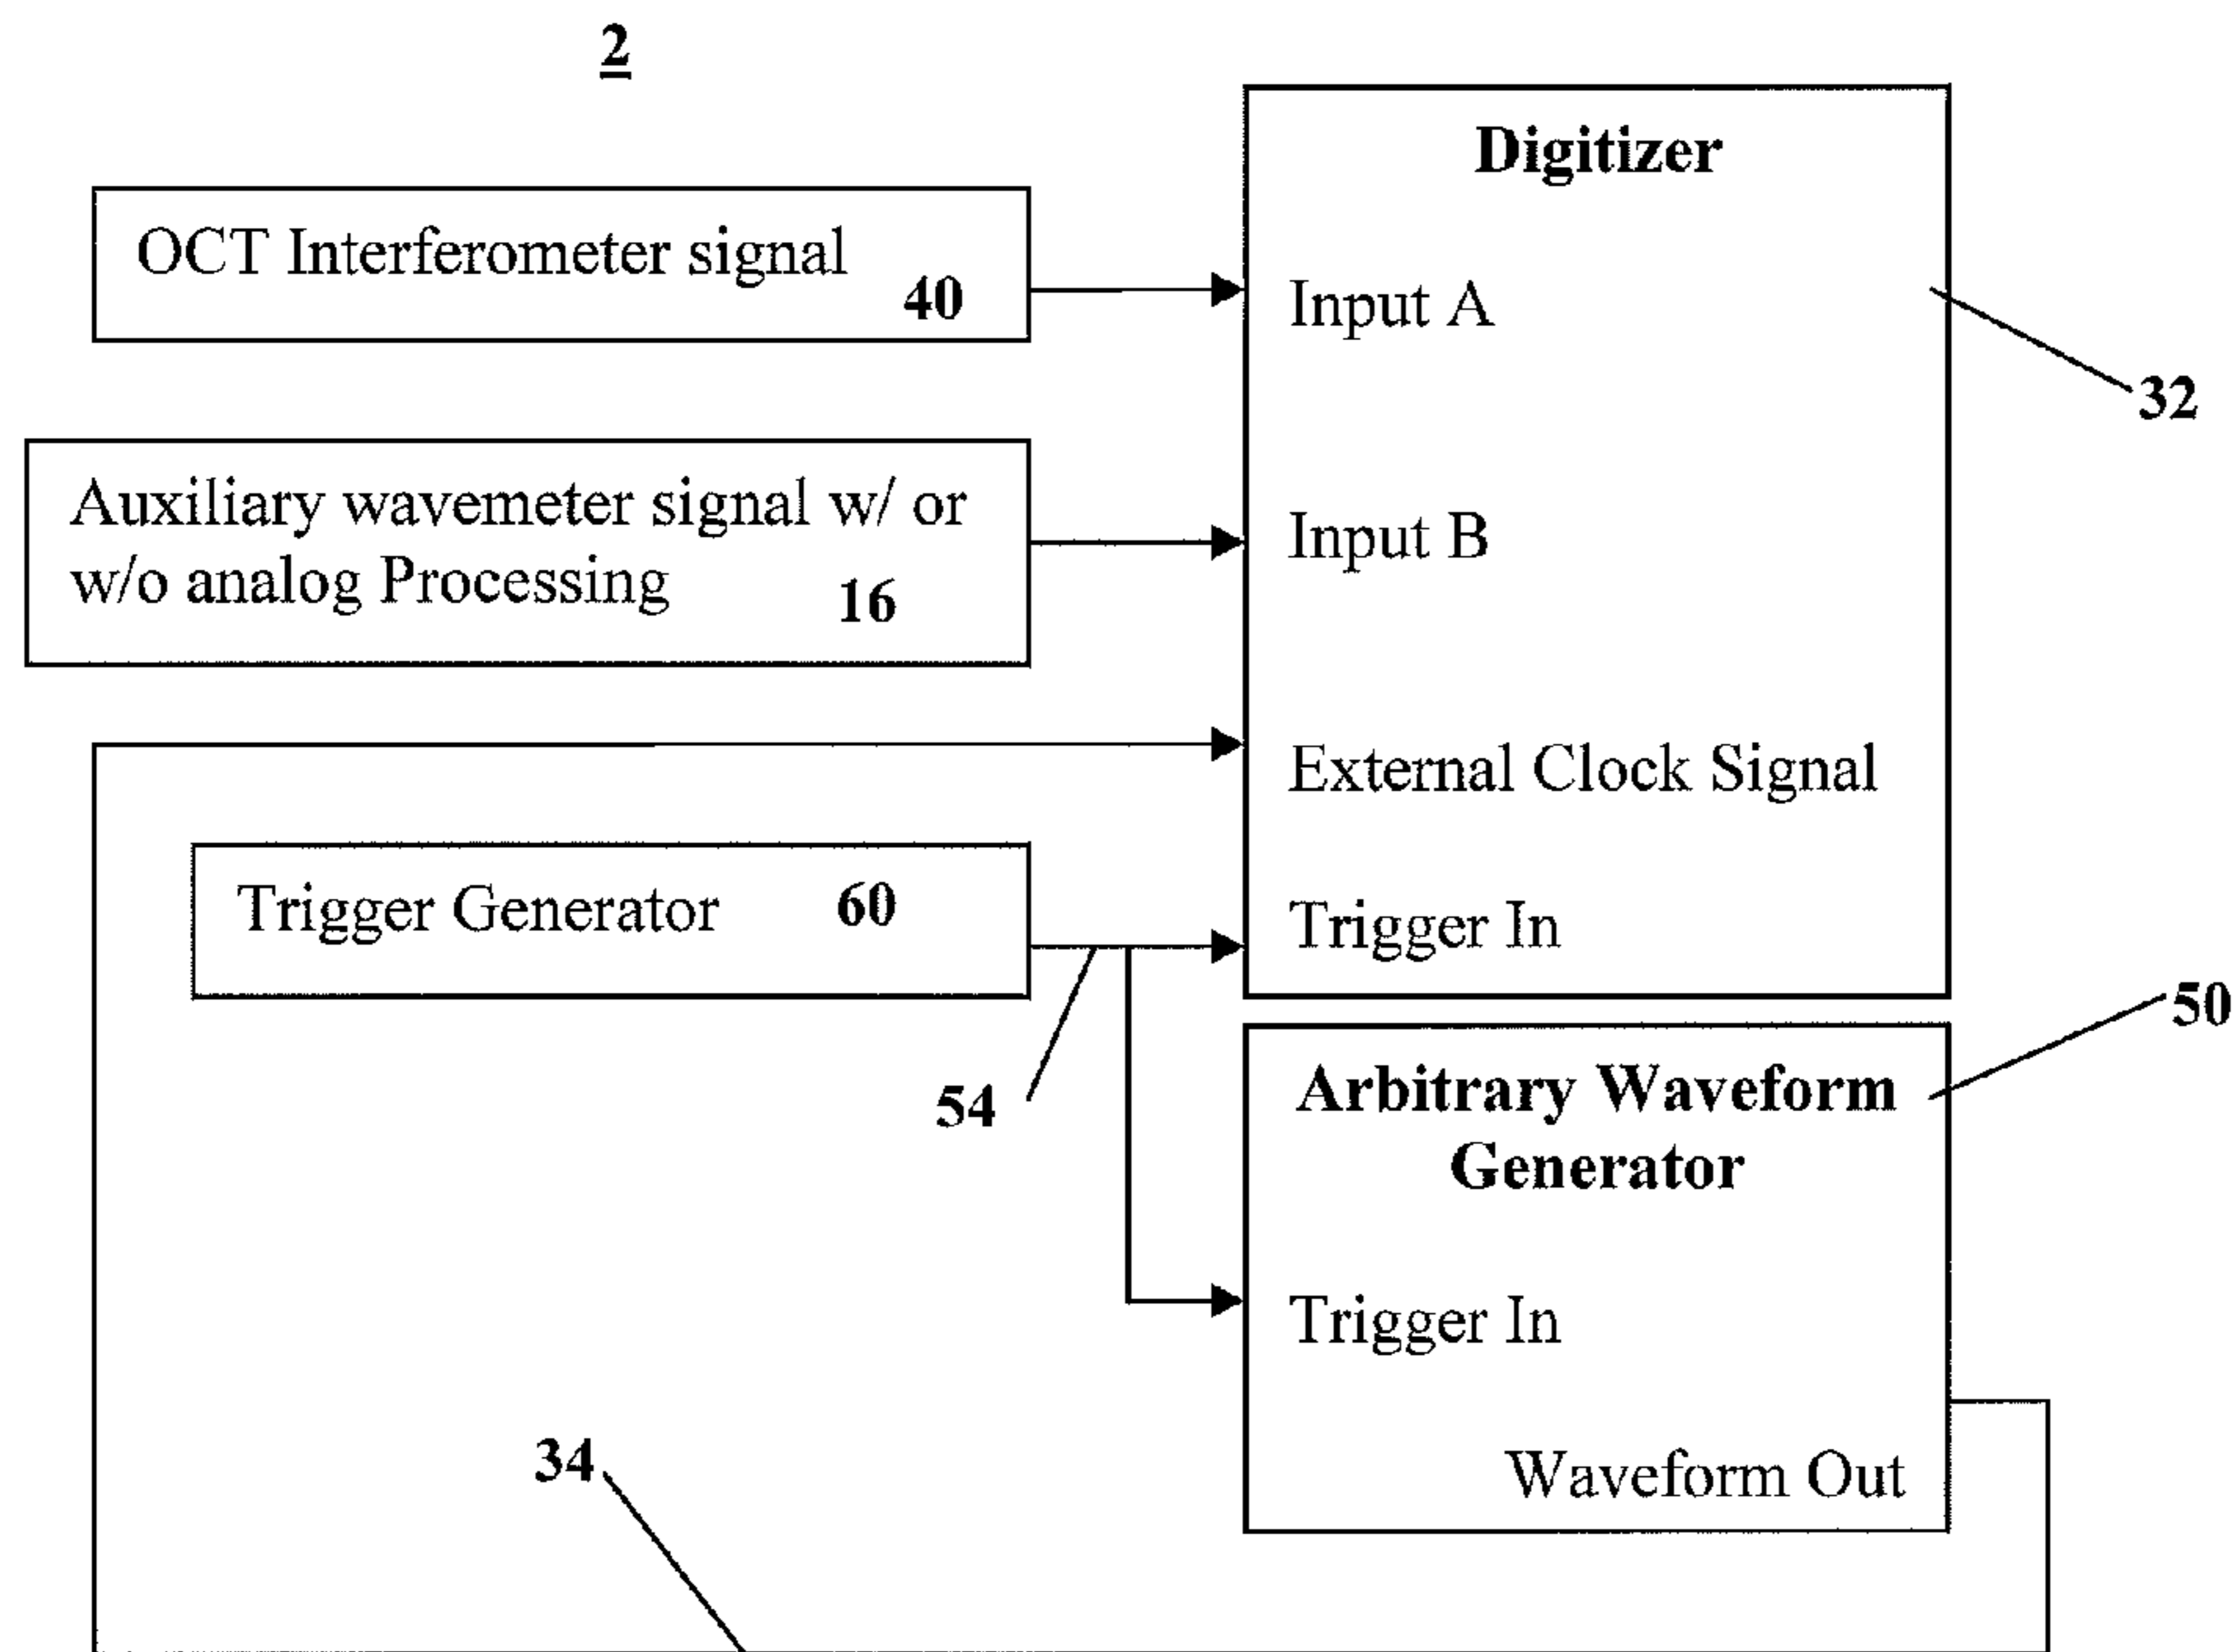 2
Digitizer
OCT Interferometer signal
40
Input A
32
Auxiliary wavemeter signal w/ or
w/o analog Processing
16
Input B
External Clock Signal
Trigger Generator 60
Trigger In
54
50
Arbitrary Waveform
Generator
Trigger In
34
Waveform Out